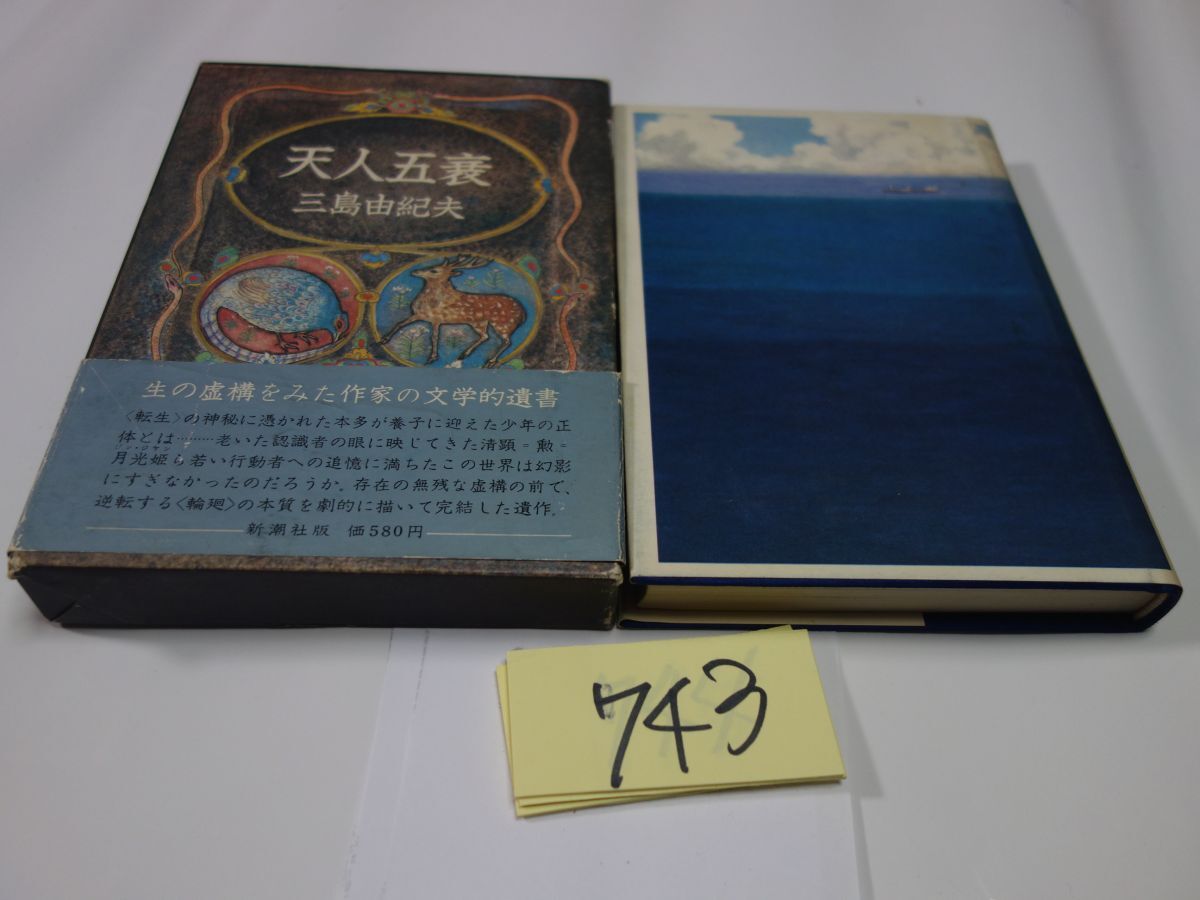 天人五衰
三島由紀夫
生の虚構をみた作家の文学的遺書
〈転生〉の神秘に憑かれた本多が養子に迎えた少年の正
体とは………老いた認識者の眼に映じてきた清顕＝勲＝
月光姫ら若い行動者への追憶に満ちたこの世界は幻影
にすぎなかったのだろうか。存在の無残な虚構の前で、
逆転する〈輪廻〉の本質を劇的に描いて完結した遺作。
新潮社版 価580円
743